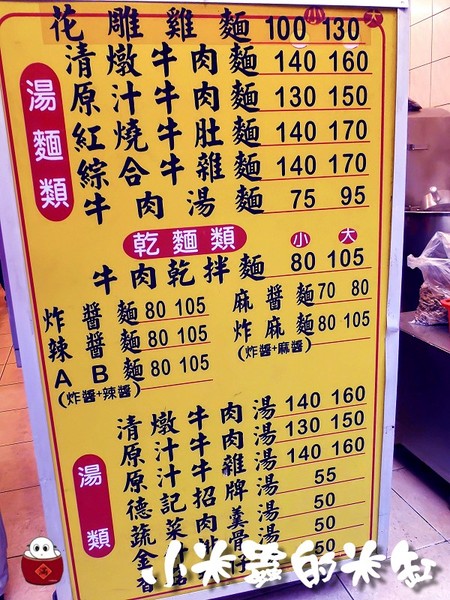 小 大
花雕雞麵 100 130
湯麵類
清燉牛肉麵 140 160
原汁牛肉麵 130 150
紅燒牛肚麵 140 170
綜合牛雜麵 140 170
牛肉湯麵 75 95
乾麵類 小 大
牛肉乾拌麵 80 105
炸醬麵 80 105
辣醬麵 80 105
AB麵 80 105
(炸醬+辣醬)
麻醬麵 70 80
炸麻麵 80 105
(炸醬+麻醬)
湯類
清燉牛肉湯 140 160
原汁牛肉湯 130 150
原汁牛雜湯 140 160
德記招牌湯 55
蔬菜肉羹湯 50
50
50
小米蟲的米缸